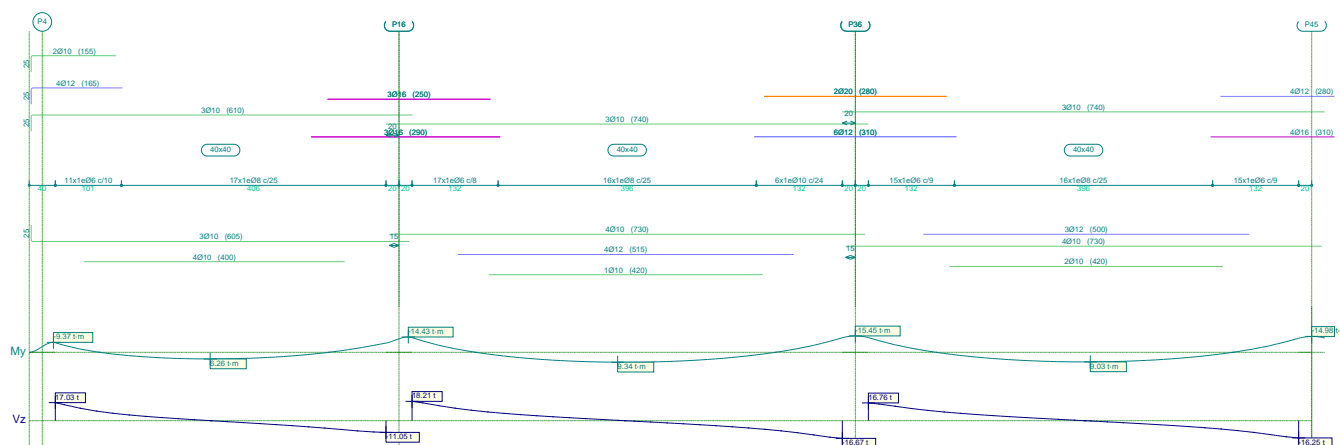 P4 P16 P36 P45
2Ø10 (155)
25
4Ø12 (165)
25
3Ø16 (250)
2Ø20 (280)
4Ø12 (280)
3Ø10 (610)
25
3Ø10 (740)
20
3Ø10 (740)
20
3Ø16 (290)
6Ø12 (310)
4Ø16 (310)
40x40 40x40 40x40
11x1eØ6 c/10 17x1eØ8 c/25 17x1eØ6 c/8 16x1eØ8 c/25 6x1eØ10 c/24 15x1eØ6 c/9 16x1eØ8 c/25 15x1eØ6 c/9
40 101 406 20 20 132 396 132 20 20 132 396 132 20
25
3Ø10 (605)
15
4Ø10 (730)
3Ø12 (500)
15
4Ø10 (730)
4Ø10 (400)
4Ø12 (515)
2Ø10 (420)
1Ø10 (420)
My
-9.37 t·m
-14.43 t·m
-15.45 t·m
-14.98 t·
6.26 t·m
9.34 t·m
9.03 t·m
Vz
17.03 t
18.21 t
16.76 t
-11.05 t
-16.67 t
-16.25 t